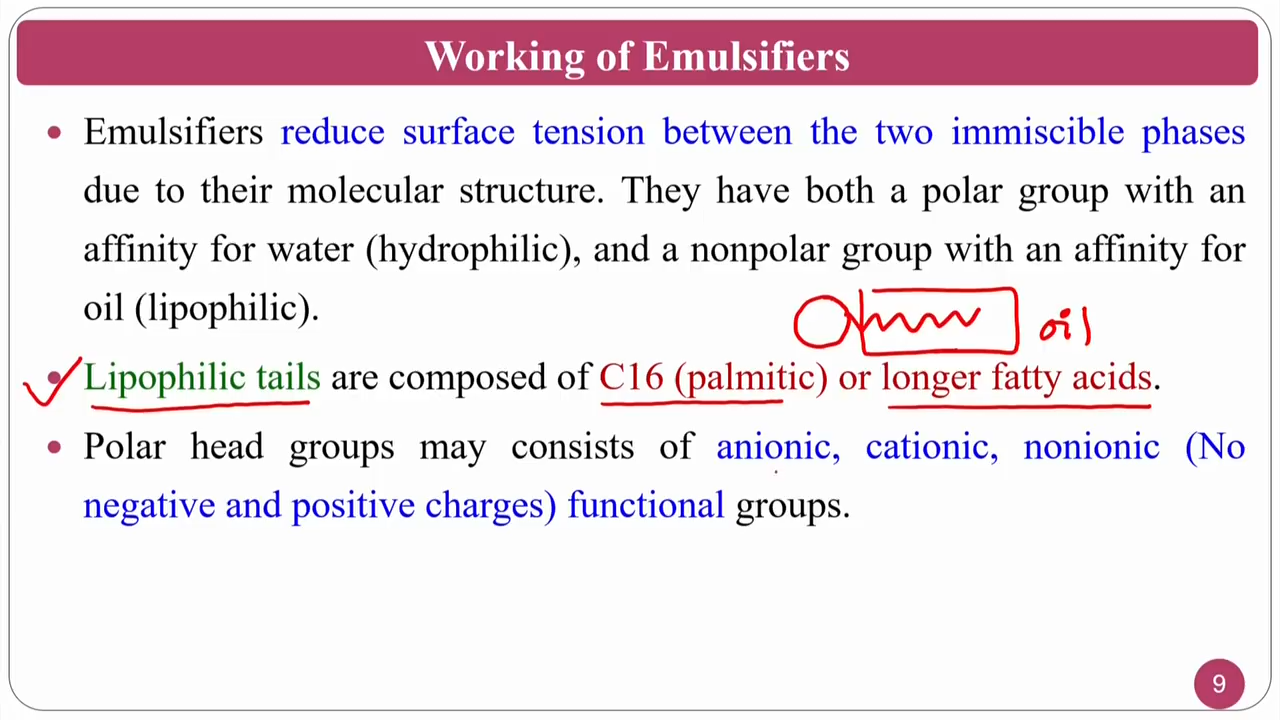 Working of Emulsifiers
• Emulsifiers reduce surface tension between the two immiscible phases
due to their molecular structure. They have both a polar group with an
affinity for water (hydrophilic), and a nonpolar group with an affinity for
oil (lipophilic).
oil
• Lipophilic tails are composed of C16 (palmitic) or longer fatty acids.
• Polar head groups may consists of anionic, cationic, nonionic (No
negative and positive charges) functional groups.
9